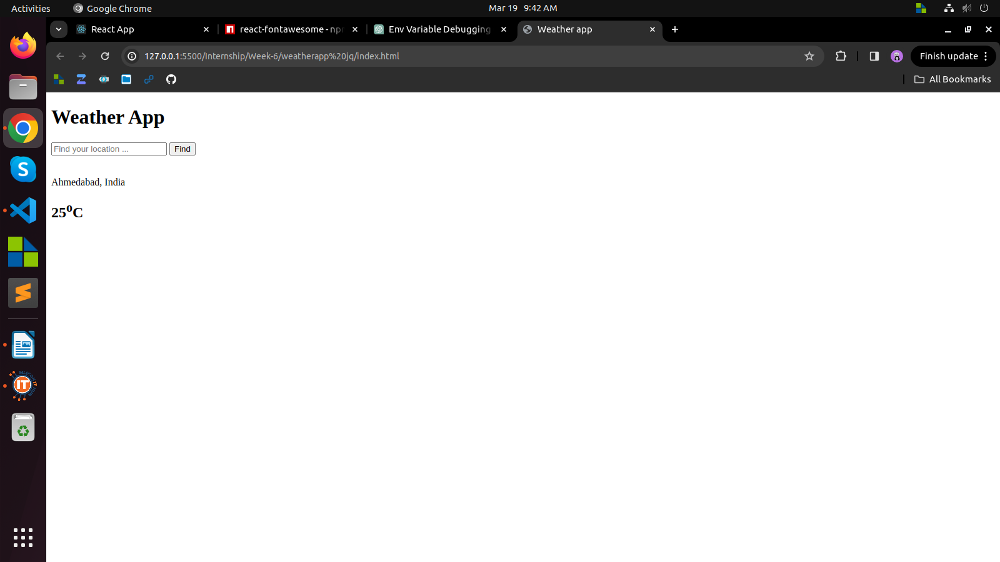 Activities
Google Chrome
Mar 19 9:42 AM
React App
react-fontawesome - npm
Env Variable Debugging
Weather app
127.0.0.1:5500/Internship/Week-6/weatherapp%20jq/index.html
Finish update
All Bookmarks
Weather App
Find your location ...
Find
Ahmedabad, India
25°C
IT